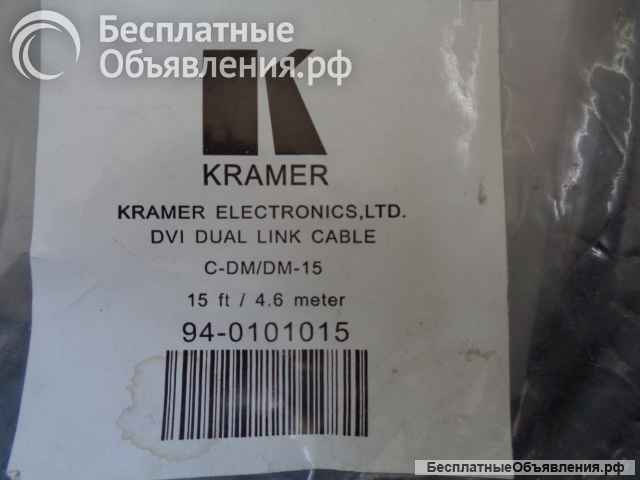 Бесплатные
Объявления.рф
K
KRAMER
KRAMER ELECTRONICS,LTD.
DVI DUAL LINK CABLE
C-DM/DM-15
15 ft / 4.6 meter
94-0101015
БесплатныеОбъявления.рф